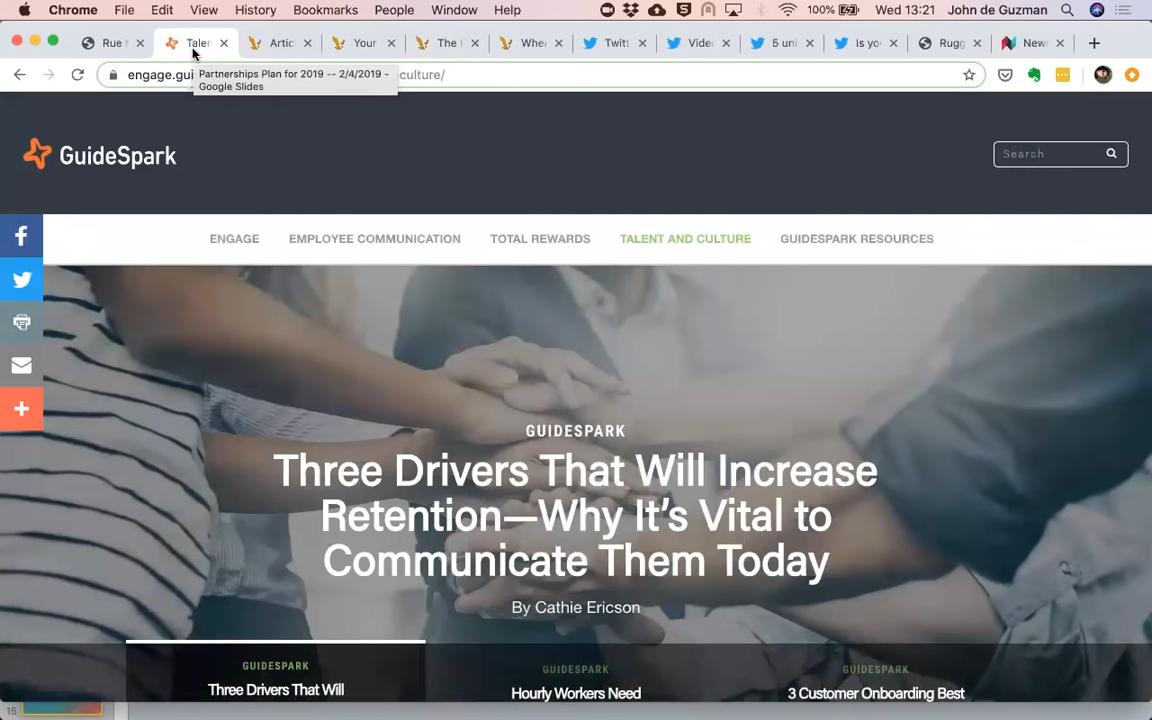 Chrome File Edit View History Bookmarks People Window Help 100% Wed 13:21 John de Guzman
Rue Talen Artic Your The Whe Twitt Video 5 uni Is yo Rugg New
engage.gui culture/
Partnerships Plan for 2019 -- 2/4/2019 -
Google Slides
GuideSpark
Search
ENGAGE EMPLOYEE COMMUNICATION TOTAL REWARDS TALENT AND CULTURE GUIDESPARK RESOURCES
GUIDESPARK
Three Drivers That Will Increase
Retention—Why It's Vital to
Communicate Them Today
By Cathie Ericson
GUIDESPARK GUIDESPARK GUIDESPARK
Three Drivers That Will Hourly Workers Need 3 Customer Onboarding Best
15